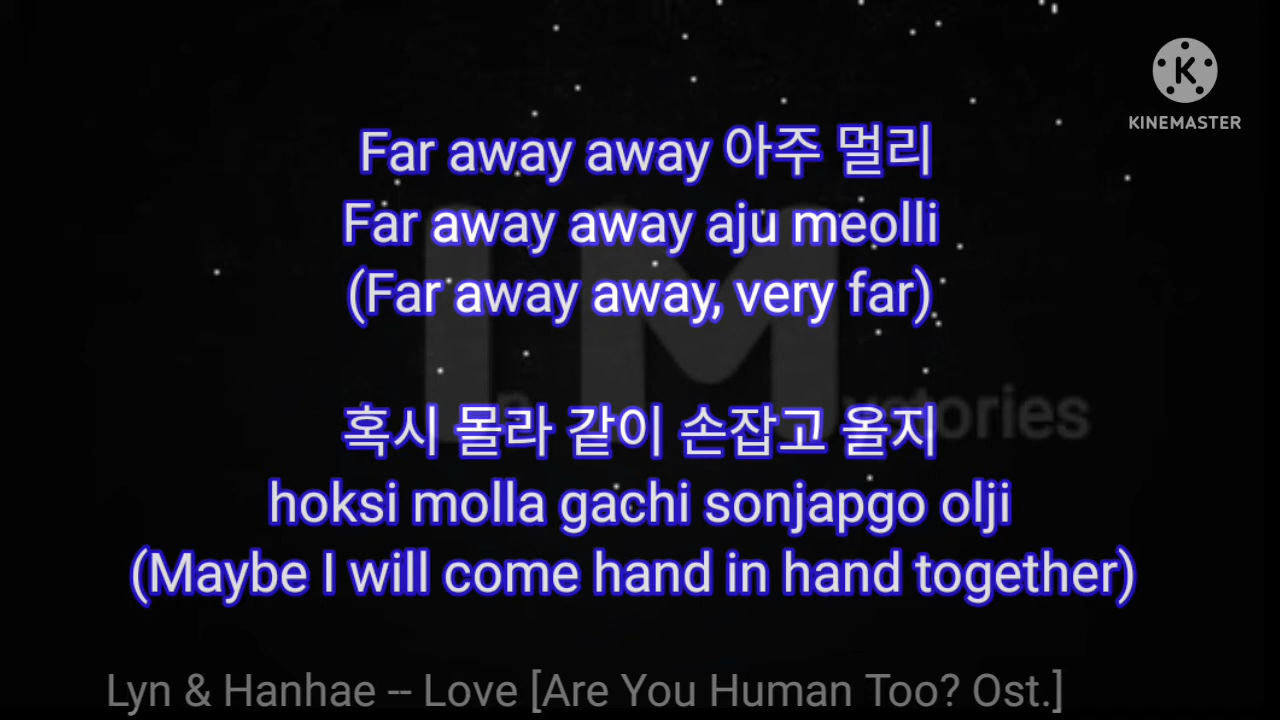 KINEMASTER
Far away away 아주 멀리
Far away away aju meolli
(Far away away, very far)
I M
혹시 몰라 같이 손잡고 올지
hoksi molla gachi sonjapgo olji
(Maybe I will come hand in hand together)
Lyn & Hanhae -- Love [Are You Human Too? Ost.]